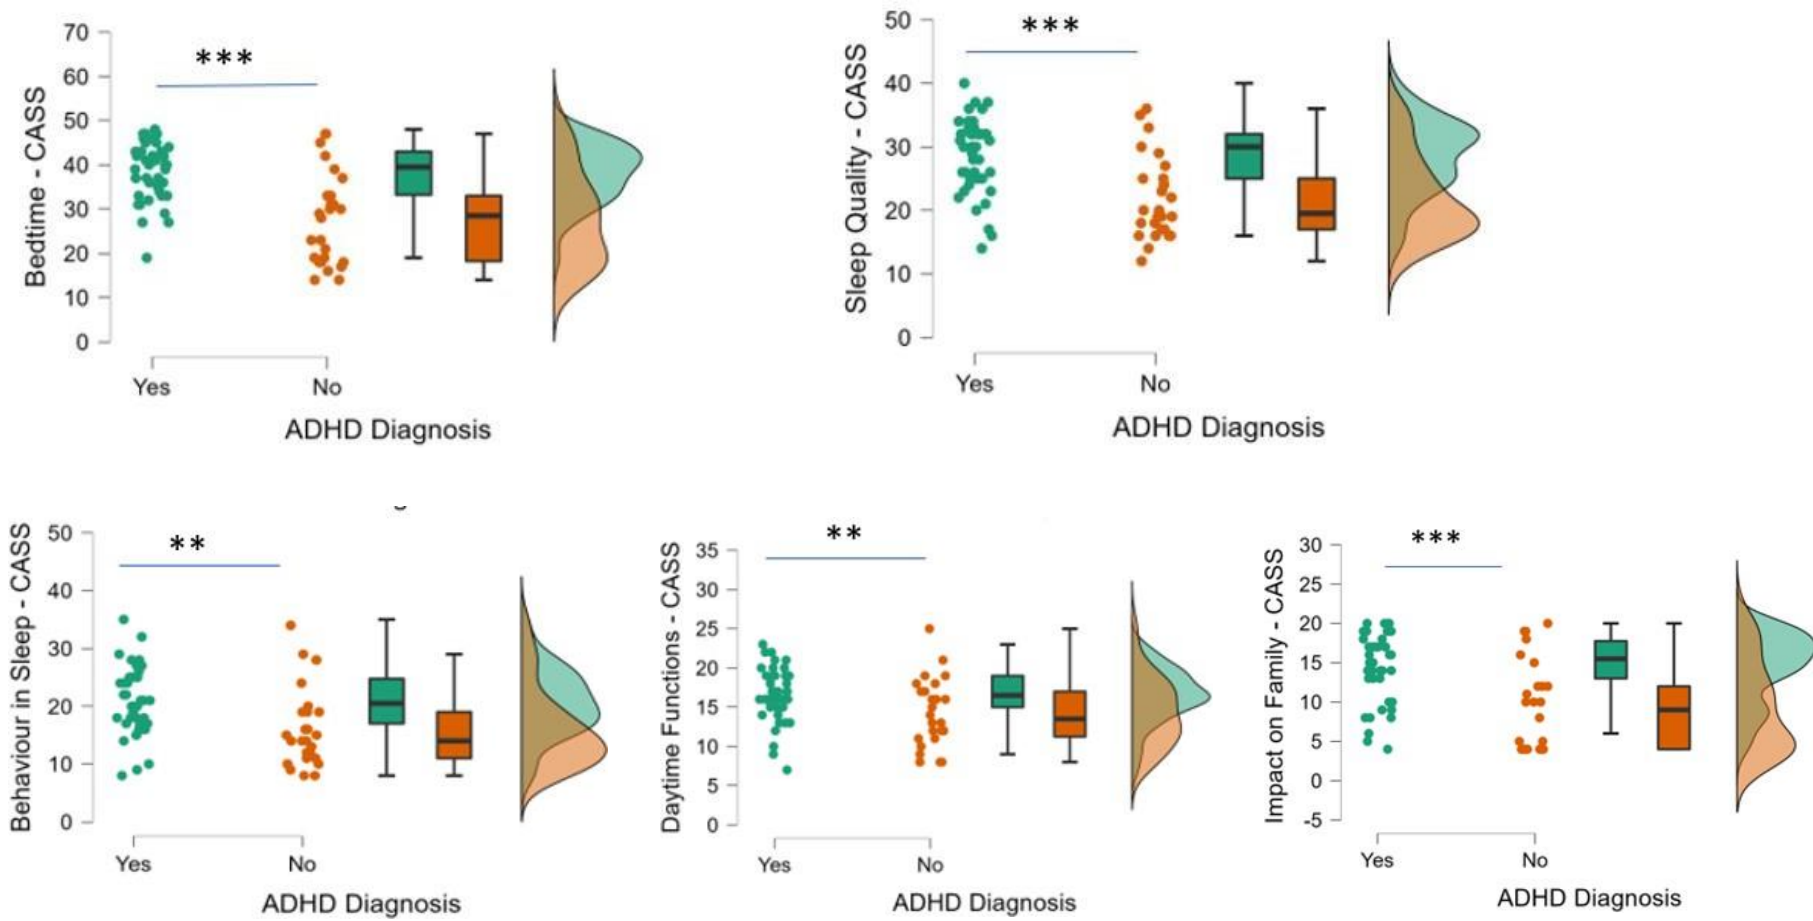 Bedtime - CASS
70
60
50
40
30
20
10
0
***
Yes
No
ADHD Diagnosis
Sleep Quality - CASS
50
40
30
20
10
0
***
Yes
No
ADHD Diagnosis
Behaviour in Sleep - CASS
50
40
30
20
10
0
**
Yes
No
ADHD Diagnosis
Daytime Functions - CASS
35
30
25
20
15
10
5
0
**
Yes
No
ADHD Diagnosis
Impact on Family - CASS
30
25
20
15
10
5
0
-5
***
Yes
No
ADHD Diagnosis